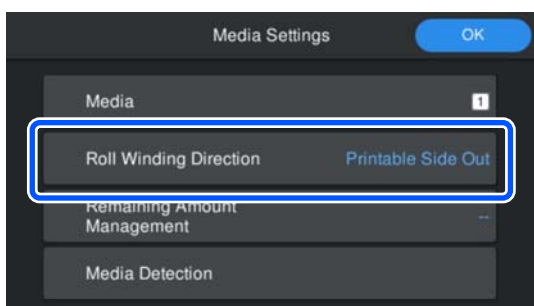 Media Settings
OK
Media
1
Roll Winding Direction
Printable Side Out
Remaining Amount
Management
--
Media Detection